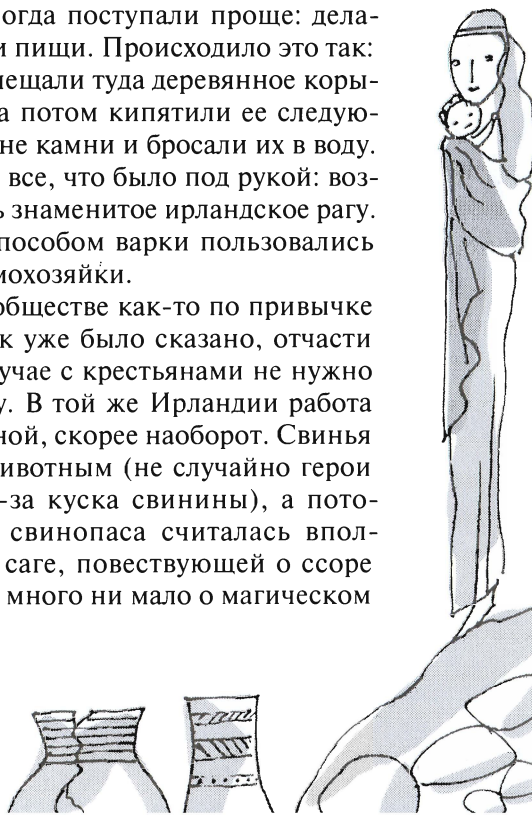 огда поступали проще: дела-
и пищи. Происходило это так:
мещали туда деревянное коры-
а потом кипятили ее следую-
не камни и бросали их в воду.
все, что было под рукой: воз-
ь знаменитое ирландское рагу.
пособом варки пользовались
мохозяйки.
обществе как-то по привычке
к уже было сказано, отчасти
учае с крестьянами не нужно
у. В той же Ирландии работа
ной, скорее наоборот. Свинья
ивотным (не случайно герои
-за куска свинины), а пото-
свинопаса считалась впол-
саге, повествующей о ссоре
много ни мало о магическом